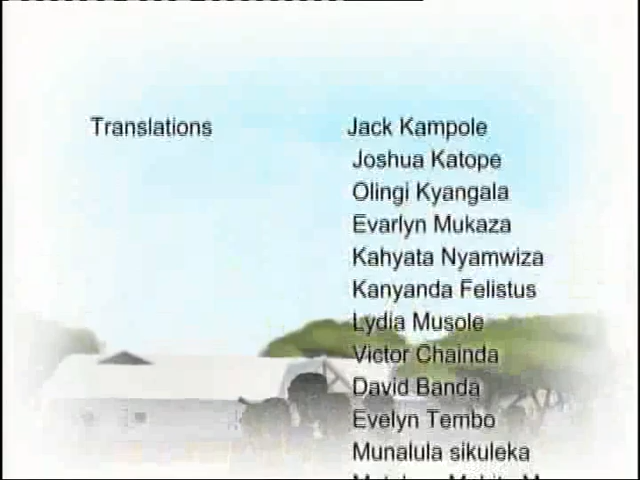 Translations Jack Kampole
Joshua Katope
Olingi Kyangala
Evarlyn Mukaza
Kahyata Nyamwiza
Kanyanda Felistus
Lydia Musole
Victor Chainda
David Banda
Evelyn Tembo
Munalula sikuleka